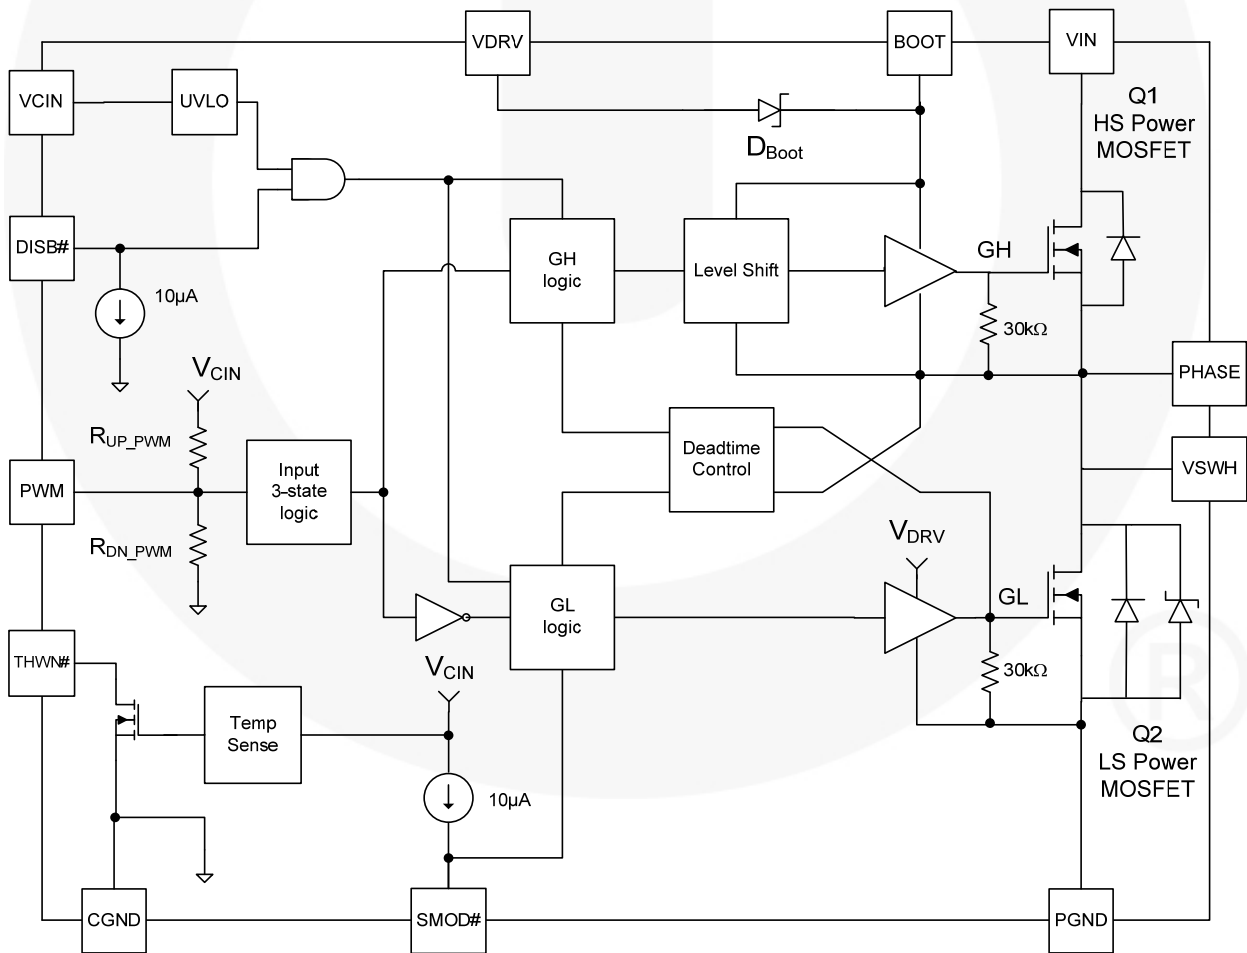 VDRV
BOOT
VIN
VCIN
UVLO
Q1
HS Power
MOSFET
DBoot
DISB#
GH
logic
Level Shift
GH
10µA
30kΩ
VCIN
PHASE
RUP_PWM
Deadtime
Control
PWM
Input
3-state
logic
VSWH
RDN_PWM
VDRV
GL
logic
GL
THWN#
VCIN
30kΩ
Temp
Sense
Q2
LS Power
MOSFET
10µA
CGND
SMOD#
PGND
®